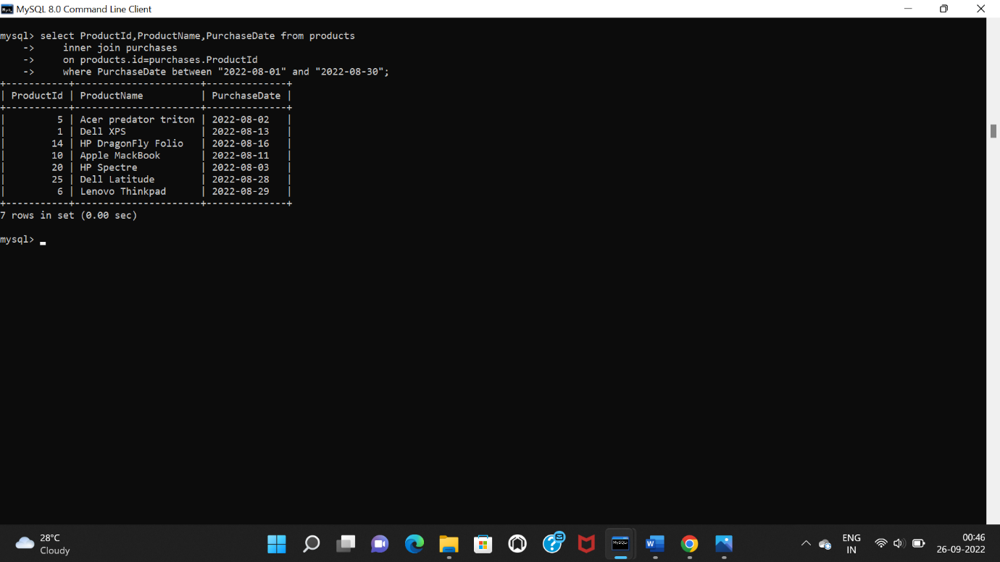 MySQL 8.0 Command Line Client
mysql> select ProductId,ProductName,PurchaseDate from products
    ->     inner join purchases
    ->     on products.id=purchases.ProductId
    ->     where PurchaseDate between "2022-08-01" and "2022-08-30";
+-----------+----------------------+--------------+
| ProductId | ProductName          | PurchaseDate |
+-----------+----------------------+--------------+
|         5 | Acer predator triton | 2022-08-02   |
|         1 | Dell XPS             | 2022-08-13   |
|        14 | HP DragonFly Folio   | 2022-08-16   |
|        10 | Apple MackBook       | 2022-08-11   |
|        20 | HP Spectre           | 2022-08-03   |
|        25 | Dell Latitude        | 2022-08-28   |
|         6 | Lenovo Thinkpad      | 2022-08-29   |
+-----------+----------------------+--------------+
7 rows in set (0.00 sec)
mysql>
28°C
Cloudy
ENG
IN
00:46
26-09-2022